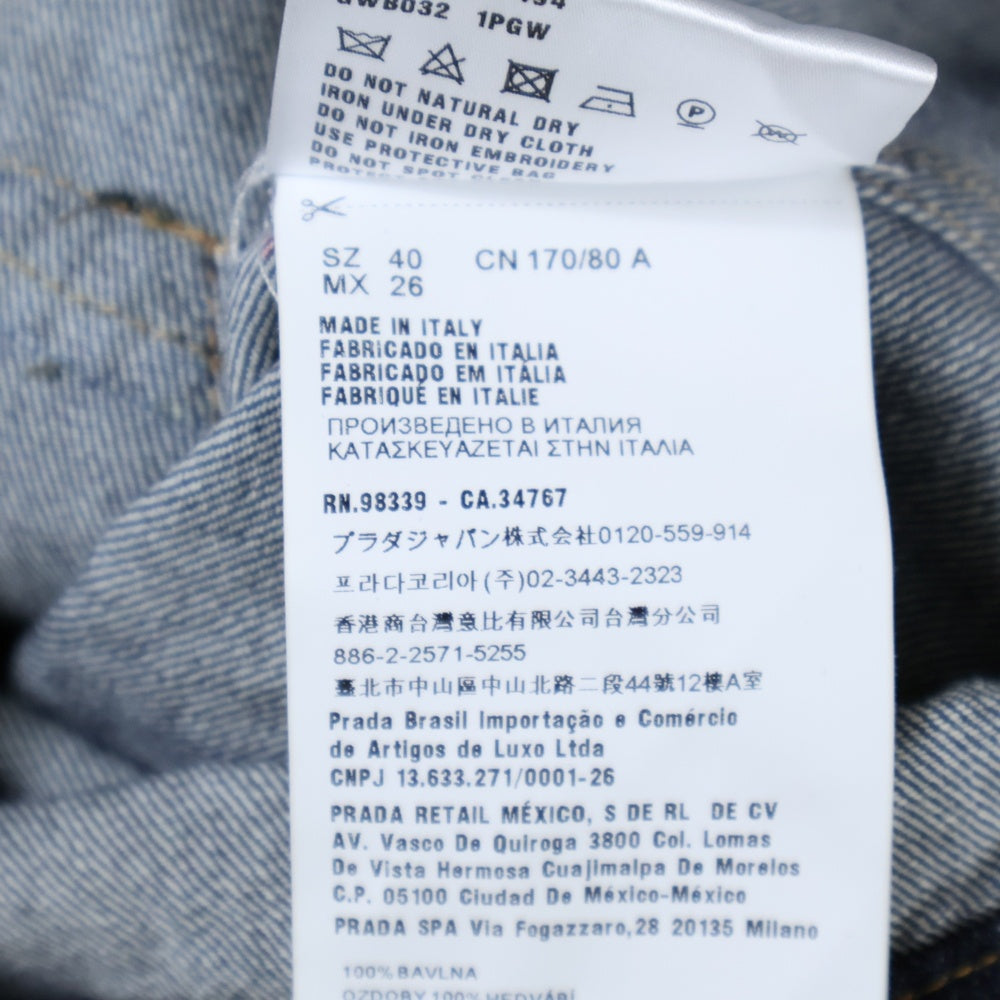 GWB032 1PGW
DO NOT NATURAL DRY
IRON UNDER DRY CLOTH
DO NOT IRON EMBROIDERY
USE PROTECTIVE BAG
DO NOT SPOT
SZ 40 CN 170/80 A
MX 26
MADE IN ITALY
FABRICADO EN ITALIA
FABRICADO EM ITÁLIA
FABRIQUÉ EN ITALIE
ПРОИЗВЕДЕНО В ИТАЛИЯ
ΚΑΤΑΣΚΕΥΑΖΕΤΑΙ ΣΤΗΝ ΙΤΑΛΙΑ
RN.98339 - CA.34767
プラダジャパン株式会社0120-559-914
프라다코리아(주)02-3443-2323
香港商台灣意比有限公司台灣分公司
886-2-2571-5255
臺北市中山區中山北路二段44號12樓A室
Prada Brasil Importação e Comércio
de Artigos de Luxo Ltda
CNPJ 13.633.271/0001-26
PRADA RETAIL MÉXICO, S DE RL DE CV
AV. Vasco De Quiroga 3800 Col. Lomas
De Vista Hermosa Cuajimalpa De Morelos
C.P. 05100 Ciudad De México-México
PRADA SPA Via Fogazzaro,28 20135 Milano
100% BAVLNA
OZDOBY 100% HEDVÁBÍ